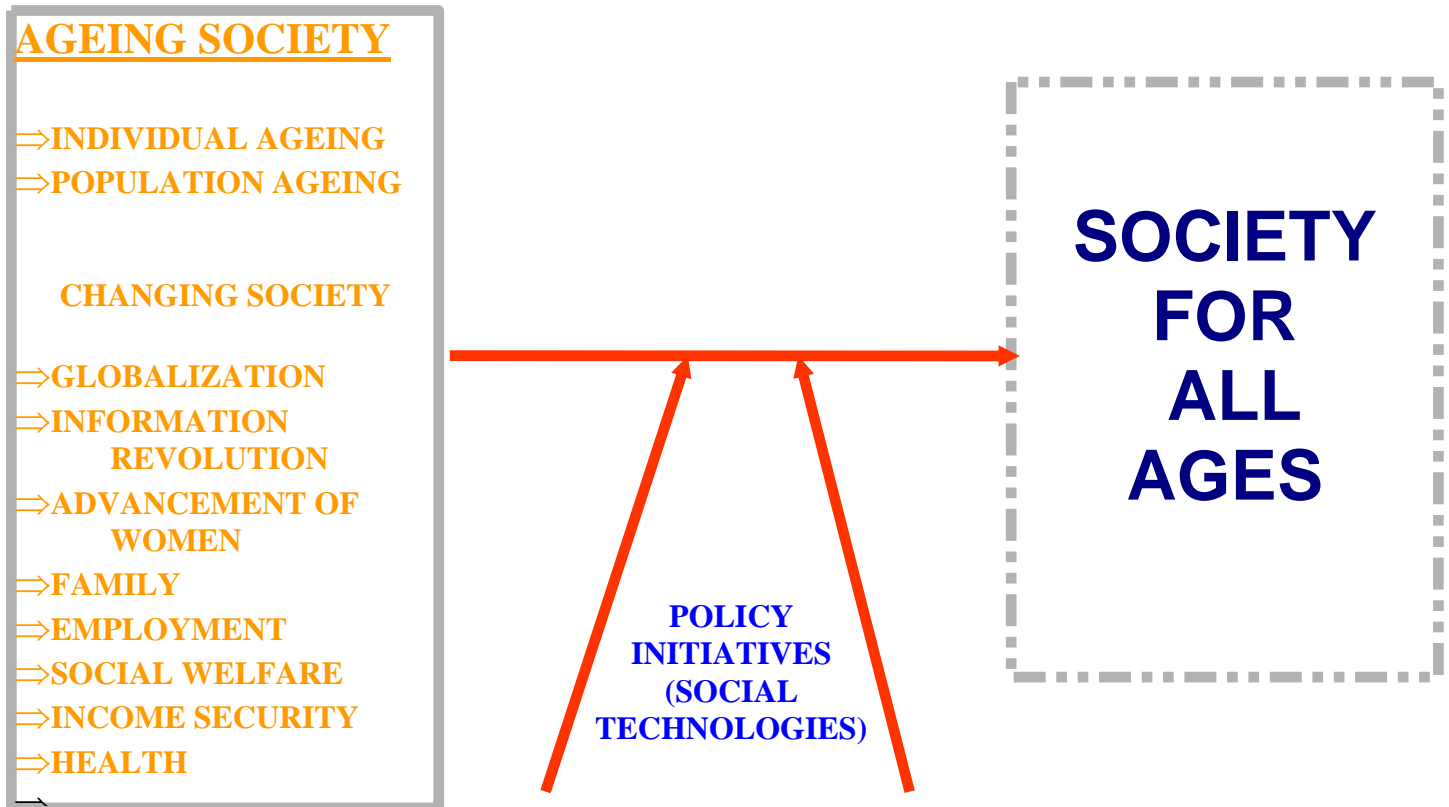 AGEING SOCIETY
⇒INDIVIDUAL AGEING
⇒POPULATION AGEING
CHANGING SOCIETY
⇒GLOBALIZATION
⇒INFORMATION
REVOLUTION
⇒ADVANCEMENT OF
WOMEN
⇒FAMILY
⇒EMPLOYMENT
⇒SOCIAL WELFARE
⇒INCOME SECURITY
⇒HEALTH
⇒
POLICY
INITIATIVES
(SOCIAL
TECHNOLOGIES)
SOCIETY
FOR
ALL
AGES